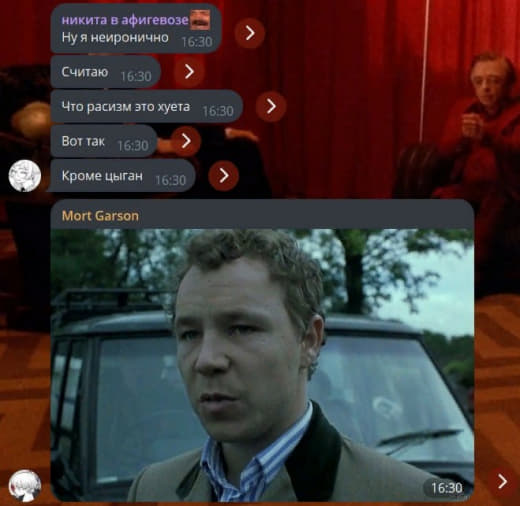 никита в афигевозе
Ну я неиронично 16:30
Считаю 16:30
Что расизм это хуета 16:30
Вот так 16:30
Кроме цыган 16:30
Mort Garson
16:30